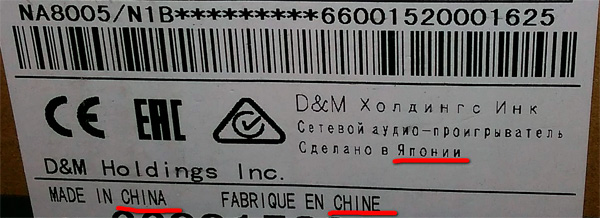 NA8005/N1B*********66001520001625
CE EAC D&M Холдингс Инк
Сетевой аудио-проигрыватель
Сделано в Японии
D&M Holdings Inc.
MADE IN CHINA FABRIQUE EN CHINE